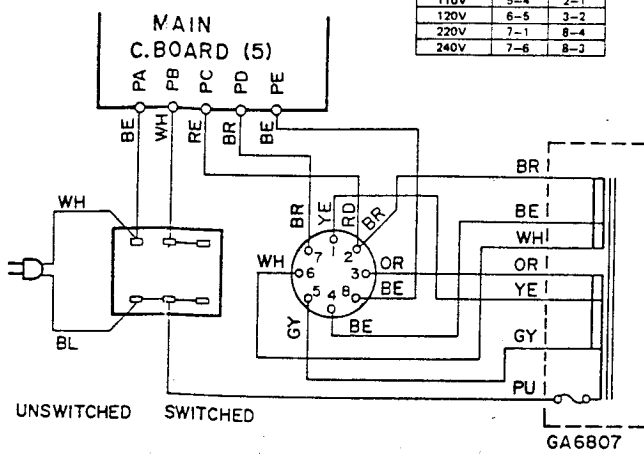 MAIN
C.BOARD (5)
PA PB PC PD PE
BE WH RE BR BE
110V 5-4 2-1
120V 6-5 3-2
220V 7-1 8-4
240V 7-6 8-3
WH
BL
UNSWITCHED SWITCHED
BR YE RD BR
7 1 2
WH 6 3 OR
5 4 8 BE
GY BE
BR
BE
WH
OR
YE
GY
PU
GA6807